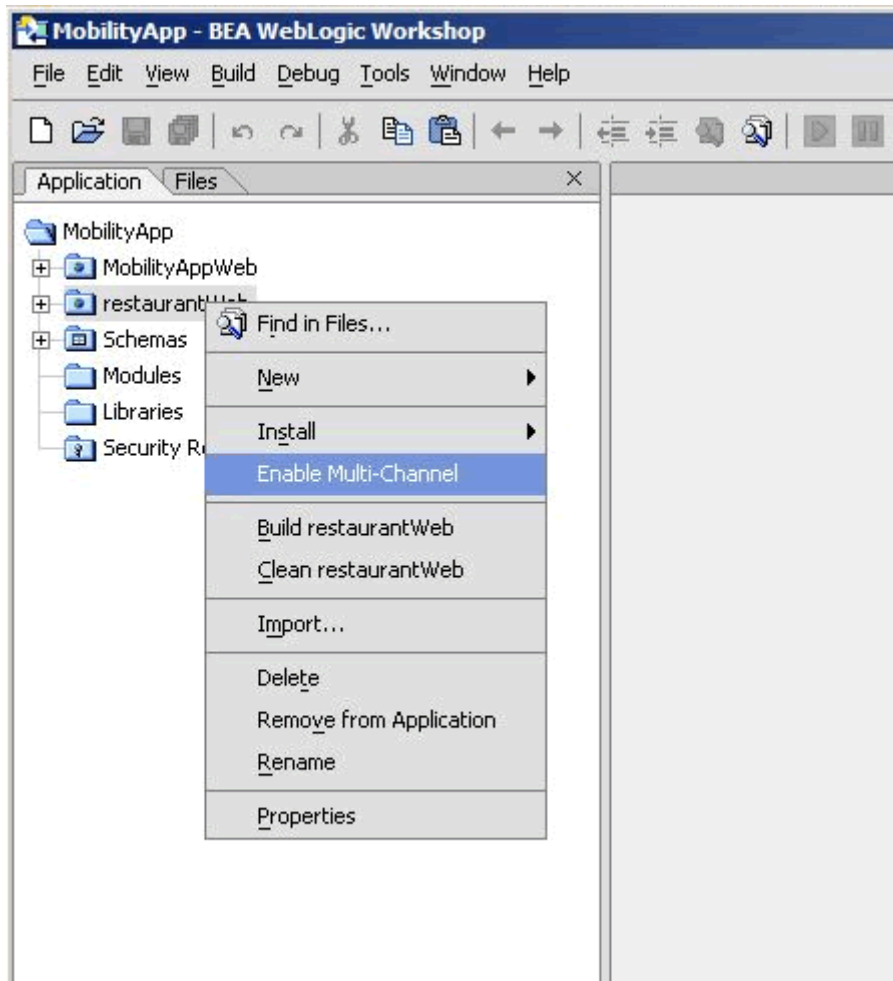 MobilityApp - BEA WebLogic Workshop
File Edit View Build Debug Tools Window Help
Application Files
MobilityApp
MobilityAppWeb
restaurantWeb
Schemas
Modules
Libraries
Security
Find in Files...
New
Install
Enable Multi-Channel
Build restaurantWeb
Clean restaurantWeb
Import...
Delete
Remove from Application
Rename
Properties